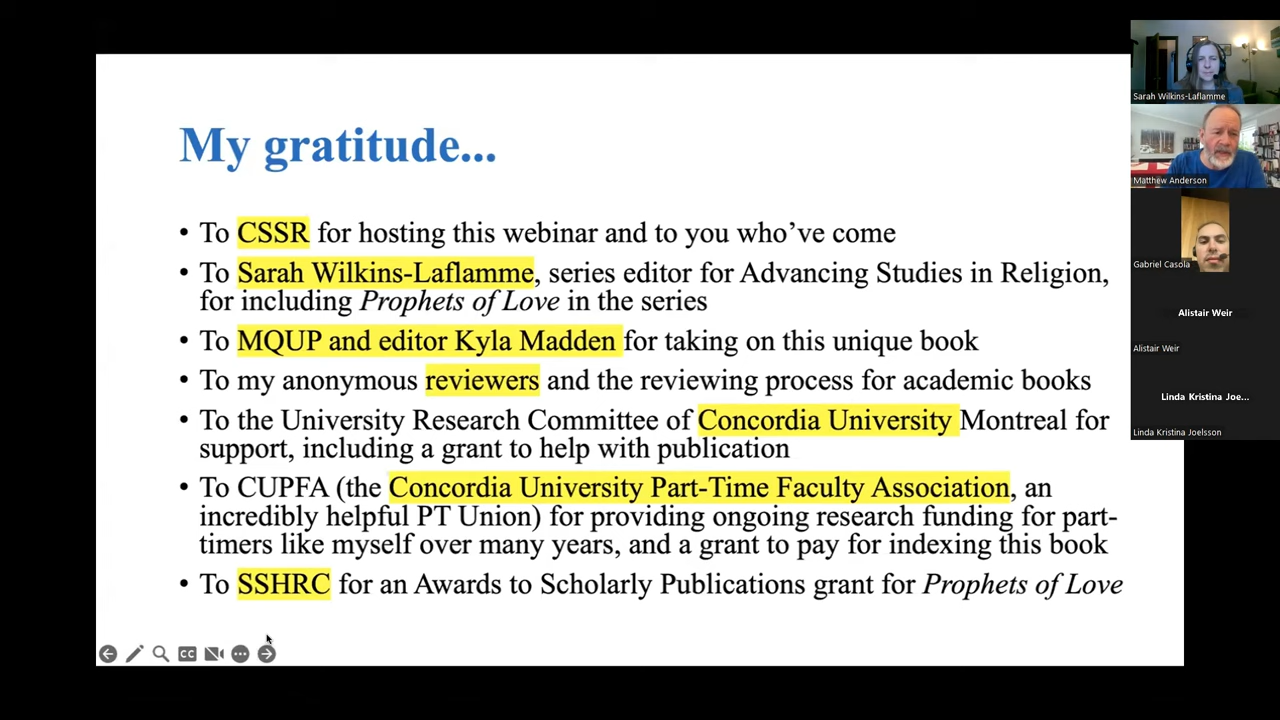 My gratitude...
• To CSSR for hosting this webinar and to you who’ve come
• To Sarah Wilkins-Laflamme, series editor for Advancing Studies in Religion,
for including Prophets of Love in the series
• To MQUP and editor Kyla Madden for taking on this unique book
• To my anonymous reviewers and the reviewing process for academic books
• To the University Research Committee of Concordia University Montreal for
support, including a grant to help with publication
• To CUPFA (the Concordia University Part-Time Faculty Association, an
incredibly helpful PT Union) for providing ongoing research funding for part-
timers like myself over many years, and a grant to pay for indexing this book
• To SSHRC for an Awards to Scholarly Publications grant for Prophets of Love
CC
Sarah Wilkins-Laflamme
Matthew Anderson
Gabriel Casola
Alistair Weir
Alistair Weir
Linda Kristina Joe...
Linda Kristina Joelsson